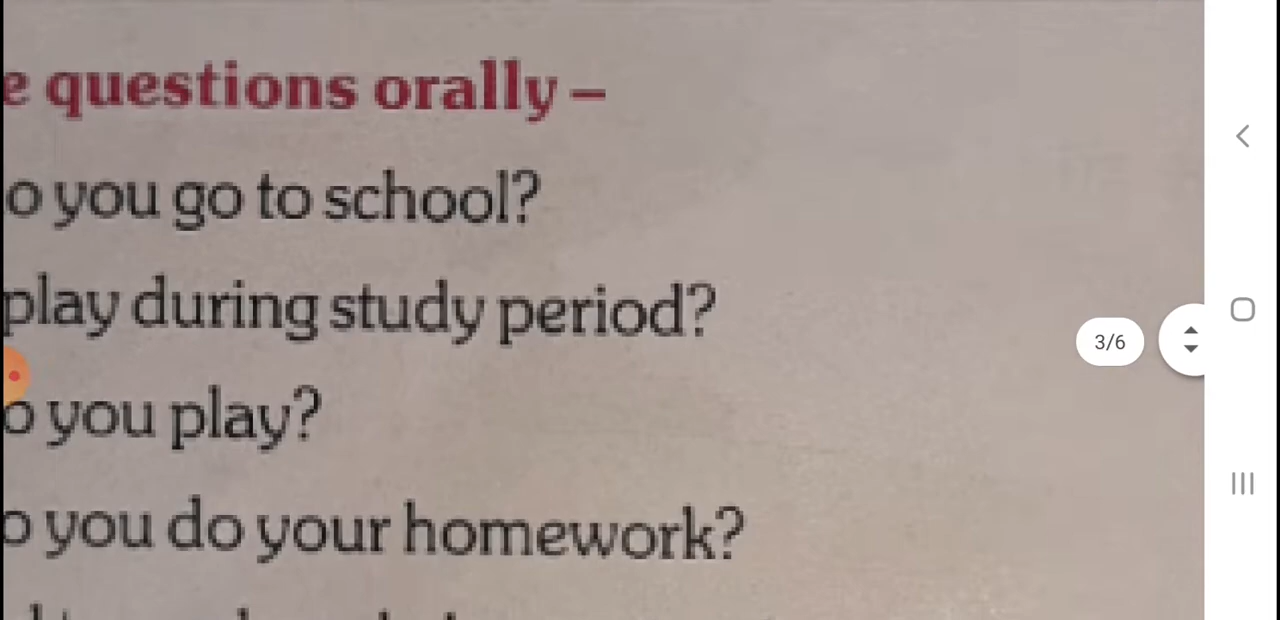 e questions orally –
o you go to school?
play during study period?
3/6
o you play?
o you do your homework?